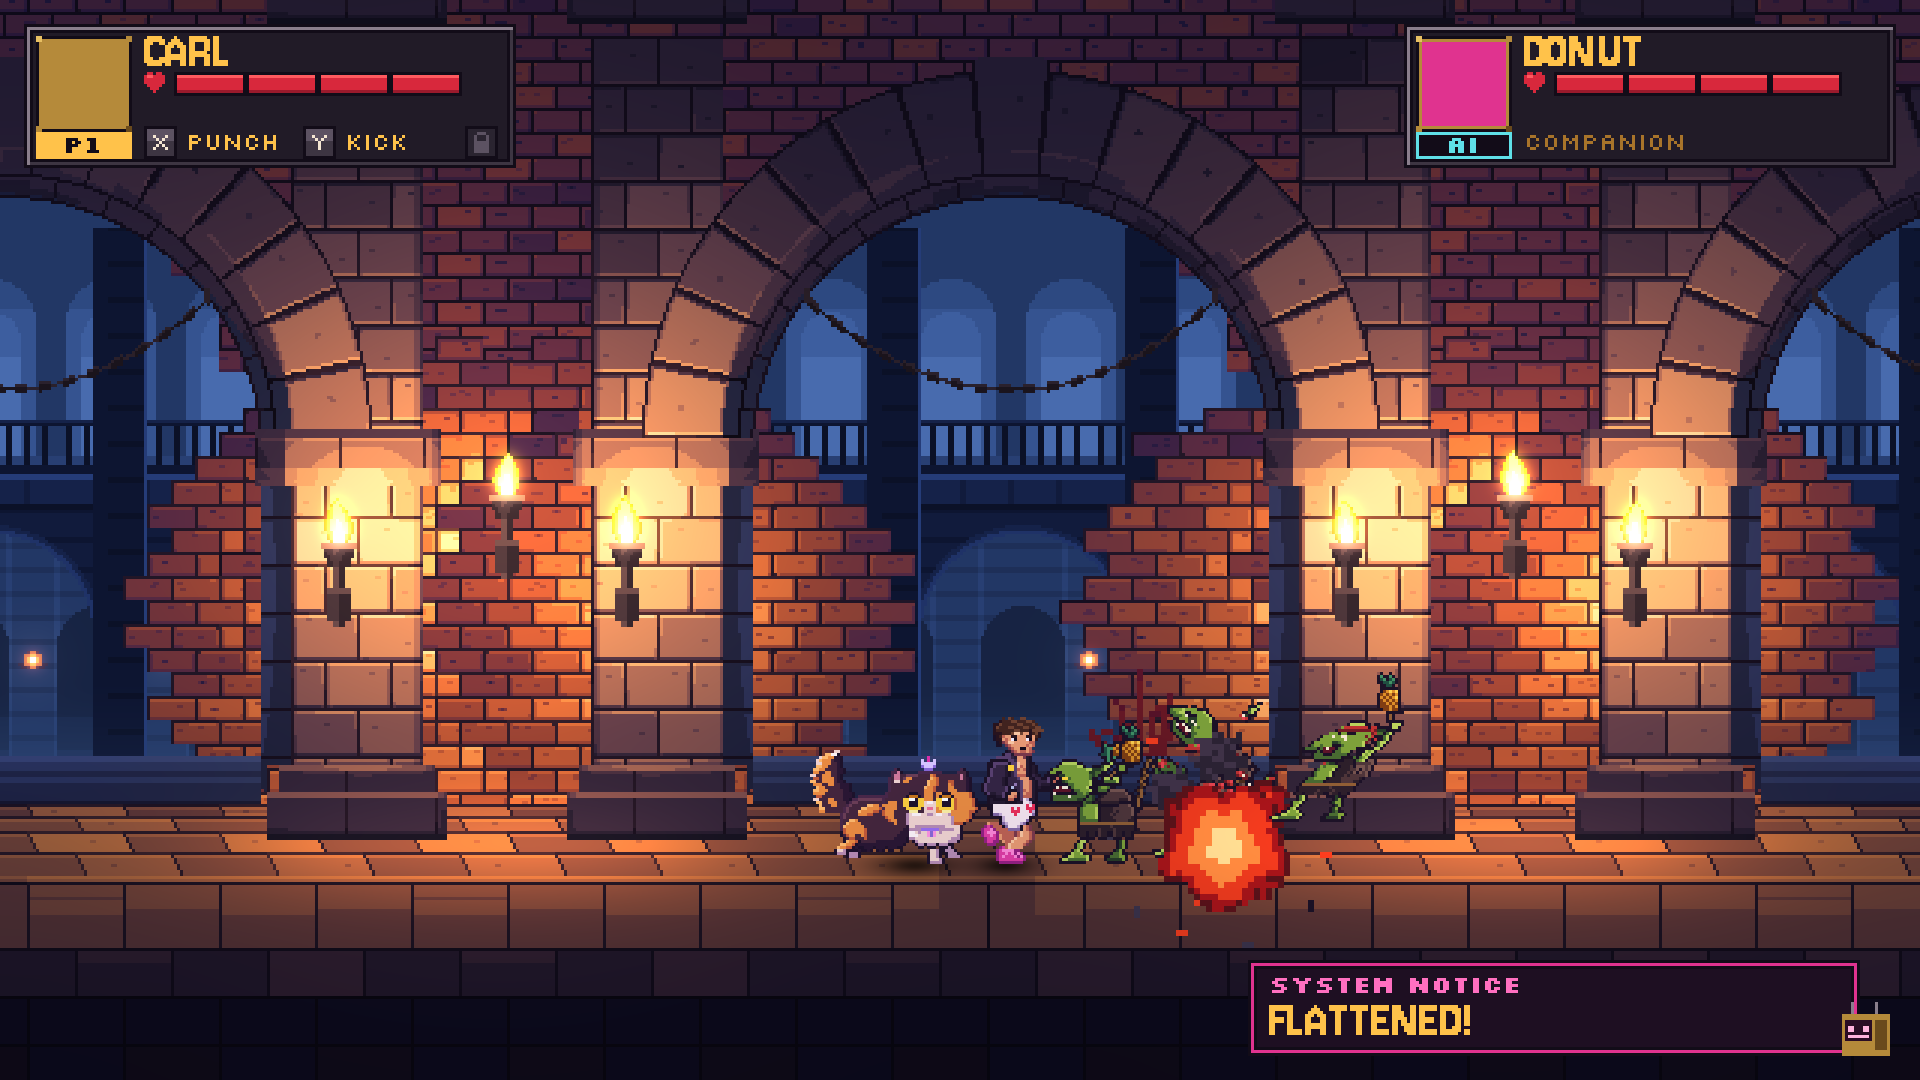 CARL
P1
X PUNCH Y KICK
DONUT
AI
COMPANION
SYSTEM NOTICE
FLATTENED!